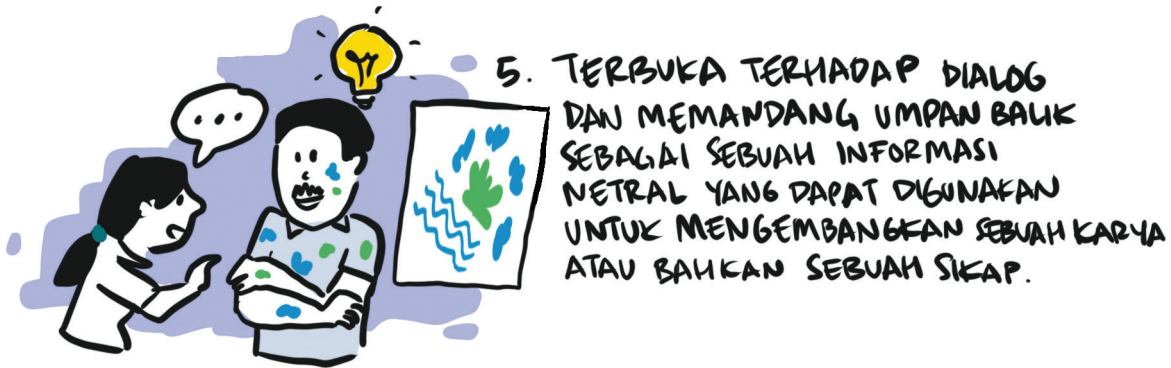 5. TERBUKA TERHADAP DIALOG
DAN MEMANDANG UMPAN BALIK
SEBAGAI SEBUAH INFORMASI
NETRAL YANG DAPAT DIGUNAKAN
UNTUK MENGEMBANGKAN SEBUAH KARYA
ATAU BAHKAN SEBUAH SIKAP.